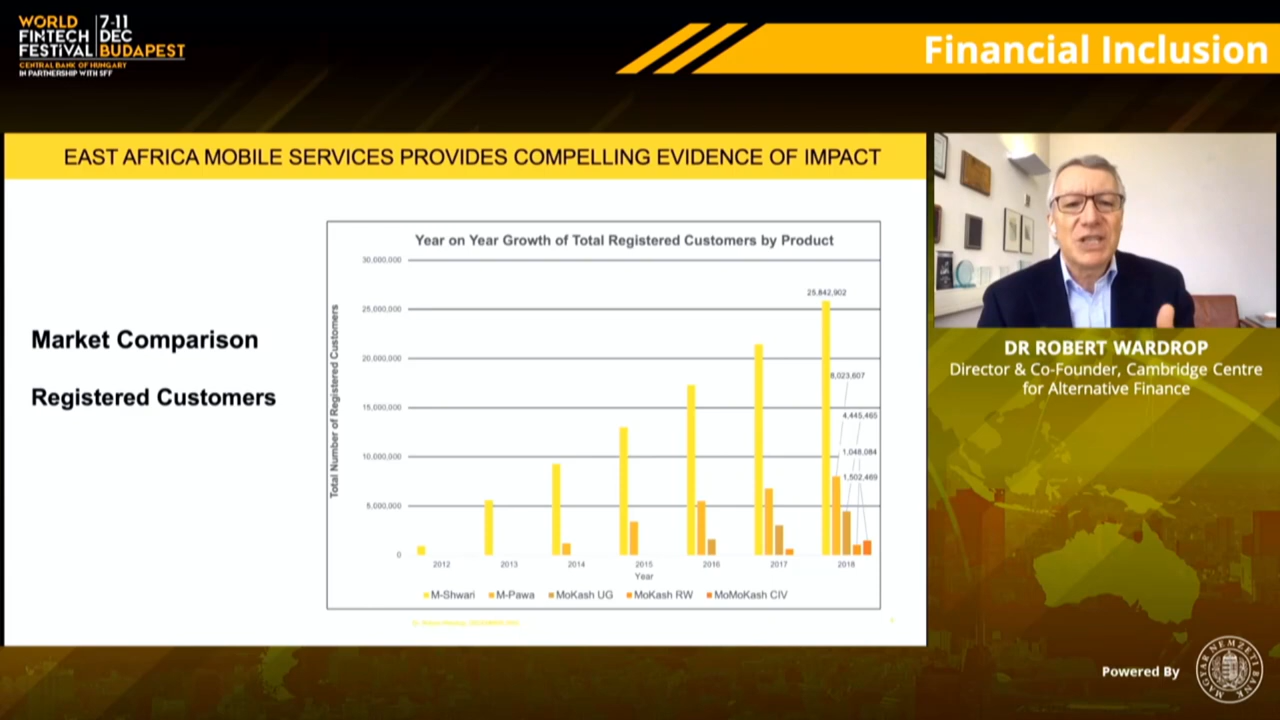 WORLD
FINTECH
FESTIVAL
7-11
DEC
BUDAPEST
CENTRAL BANK OF HUNGARY
IN PARTNERSHIP WITH SFF
Financial Inclusion
EAST AFRICA MOBILE SERVICES PROVIDES COMPELLING EVIDENCE OF IMPACT
Market Comparison
Registered Customers
Year on Year Growth of Total Registered Customers by Product
Total Number of Registered Customers
30,000,000
25,000,000
20,000,000
15,000,000
10,000,000
5,000,000
0
25,842,902
8,023,607
4,445,465
1,048,084
1,502,469
2012 2013 2014 2015 2016 2017 2018
Year
M-Shwari M-Pawa MoKash UG MoKash RW MoMoKash CIV
DR ROBERT WARDROP
Director & Co-Founder, Cambridge Centre
for Alternative Finance
Powered By
MAGYAR NEMZETI BANK